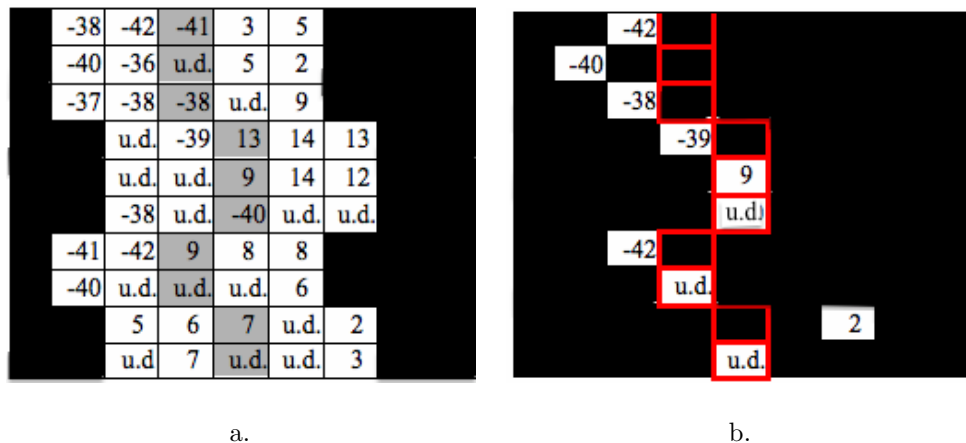 -38 -42 -41 3 5
-40 -36 u.d. 5 2
-37 -38 -38 u.d. 9
u.d. -39 13 14 13
u.d. u.d. 9 14 12
-38 u.d. -40 u.d. u.d.
-41 -42 9 8 8
-40 u.d. u.d. u.d. 6
5 6 7 u.d. 2
u.d 7 u.d. u.d. 3
a.
-42
-40
-38
-39
9
u.d)
-42
u.d.
2
u.d.
b.